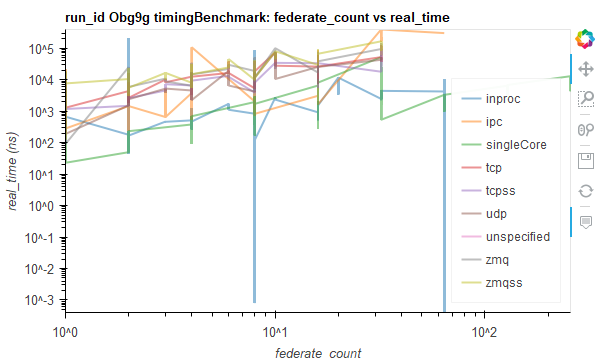 run_id Obg9g timingBenchmark: federate_count vs real_time
10^5
10^4
10^3
10^2
10^1
10^0
10^-1
10^-2
10^-3
real_time (ns)
inproc
ipc
singleCore
tcp
tcpss
udp
unspecified
zmq
zmqss
10^0
10^1
10^2
federate_count